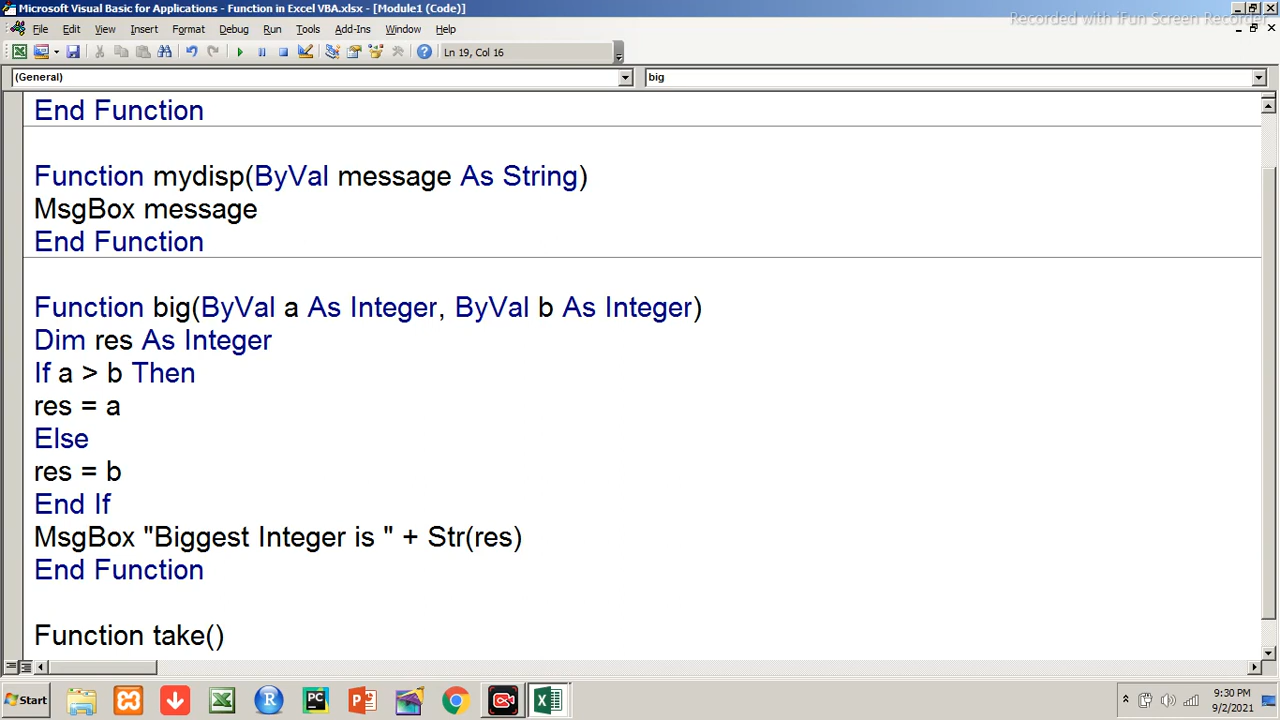 Microsoft Visual Basic for Applications - Function in Excel VBA.xlsx - [Module1 (Code)]
Recorded with iFun Screen Recorder
File Edit View Insert Format Debug Run Tools Add-Ins Window Help
Ln 19, Col 16
(General) big
End Function
Function mydisp(ByVal message As String)
MsgBox message
End Function
Function big(ByVal a As Integer, ByVal b As Integer)
Dim res As Integer
If a > b Then
res = a
Else
res = b
End If
MsgBox "Biggest Integer is " + Str(res)
End Function
Function take()
Start
R
PC
P
9:30 PM
9/2/2021